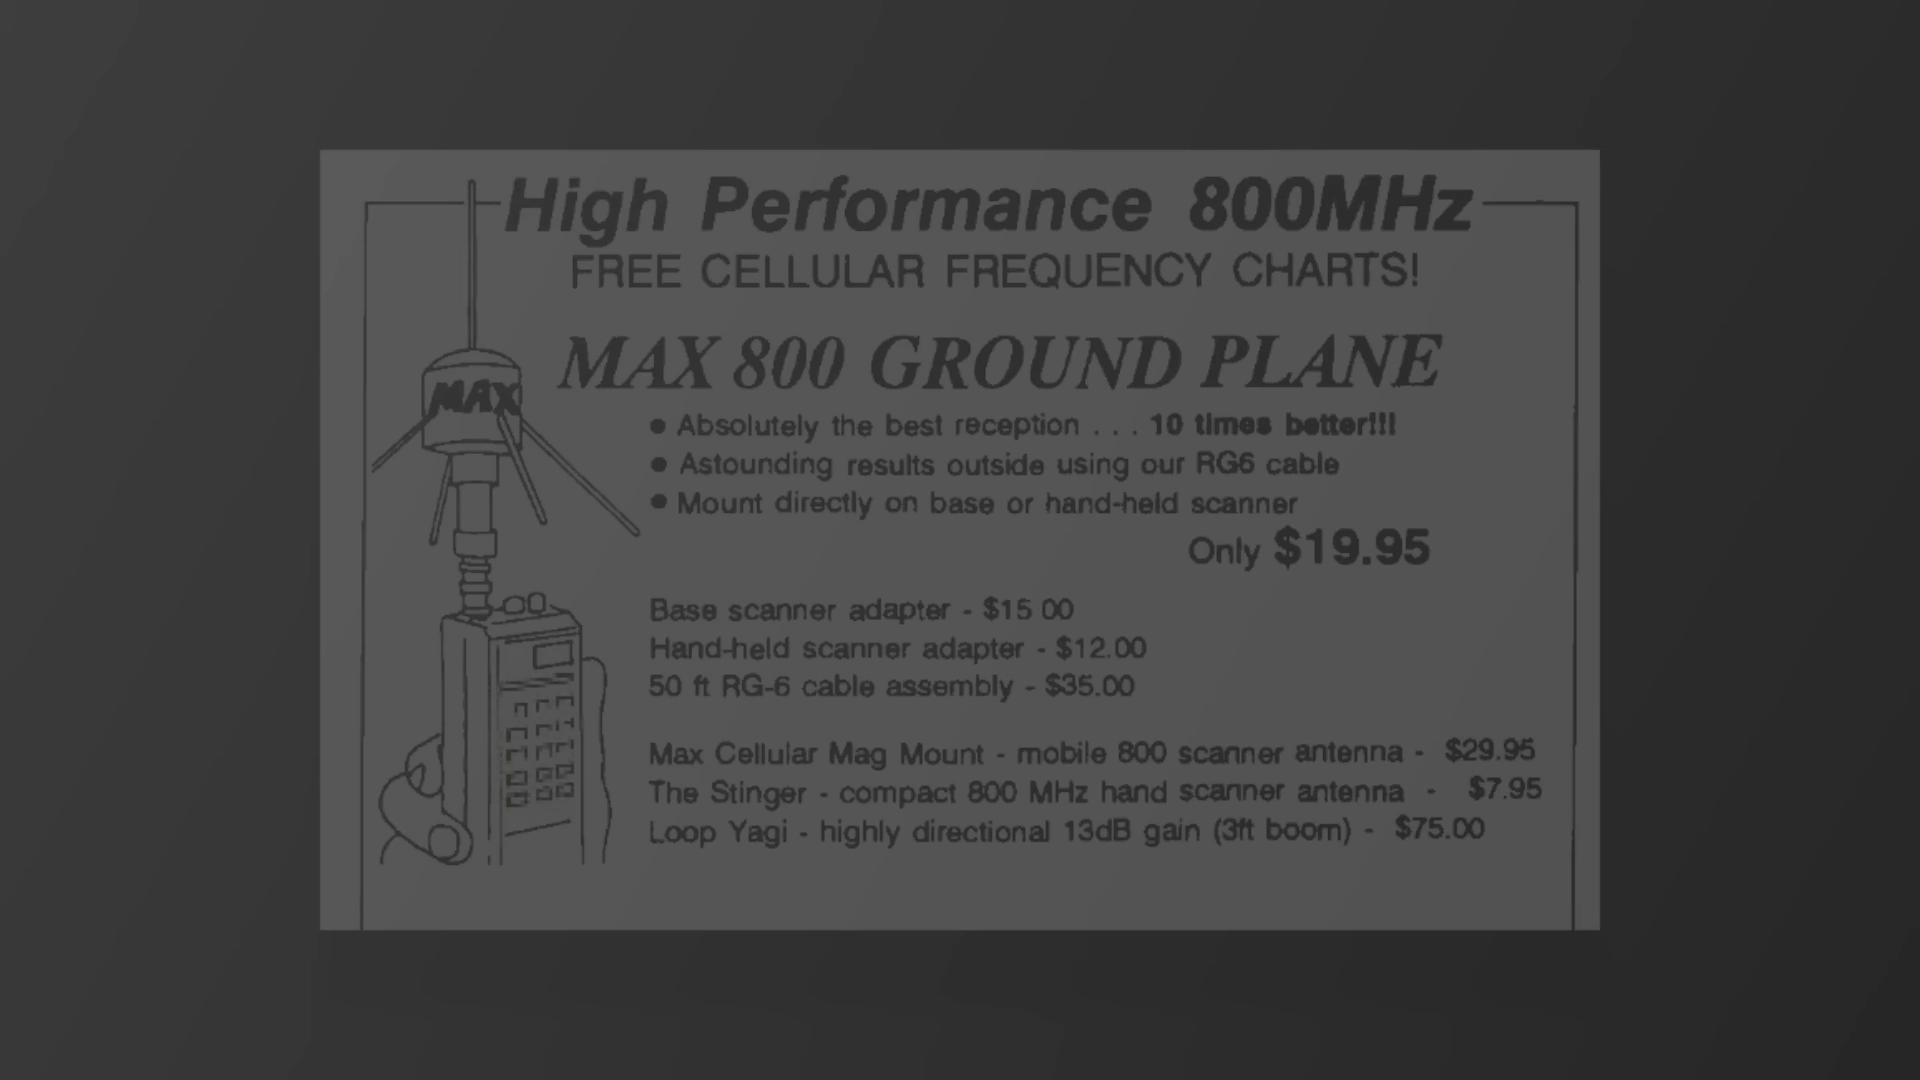 High Performance 800MHz
FREE CELLULAR FREQUENCY CHARTS!
MAX 800 GROUND PLANE
MAX
● Absolutely the best reception . . . 10 times better!!!
● Astounding results outside using our RG6 cable
● Mount directly on base or hand-held scanner
Only $19.95
Base scanner adapter - $15 00
Hand-held scanner adapter - $12.00
50 ft RG-6 cable assembly - $35.00
Max Cellular Mag Mount - mobile 800 scanner antenna - $29.95
The Stinger - compact 800 MHz hand scanner antenna - $7.95
Loop Yagi - highly directional 13dB gain (3ft boom) - $75.00